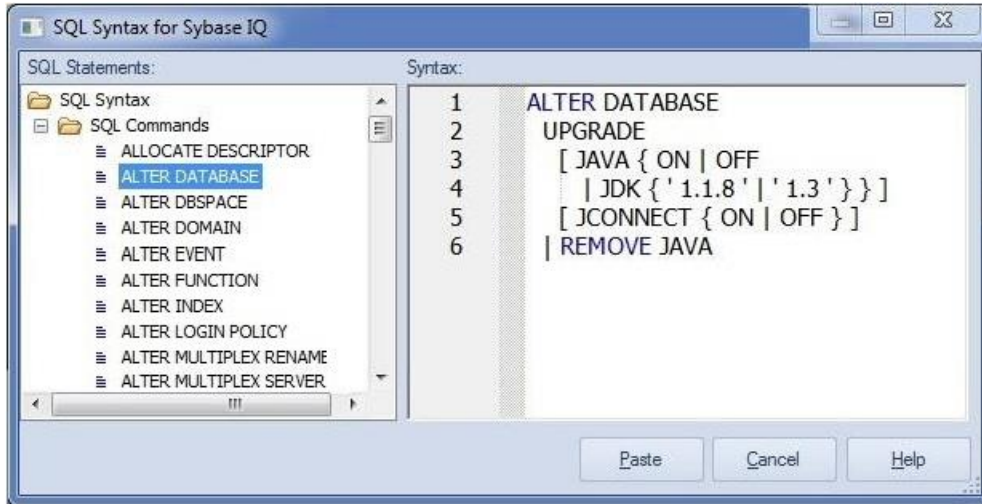 SQL Syntax for Sybase IQ
SQL Statements:
SQL Syntax
SQL Commands
ALLOCATE DESCRIPTOR
ALTER DATABASE
ALTER DBSPACE
ALTER DOMAIN
ALTER EVENT
ALTER FUNCTION
ALTER INDEX
ALTER LOGIN POLICY
ALTER MULTIPLEX RENAME
ALTER MULTIPLEX SERVER
Syntax:
1 ALTER DATABASE
2 UPGRADE
3 [ JAVA { ON | OFF
4 | JDK { ' 1.1.8 ' | ' 1.3 ' } } ]
5 [ JCONNECT { ON | OFF } ]
6 | REMOVE JAVA
Paste Cancel Help